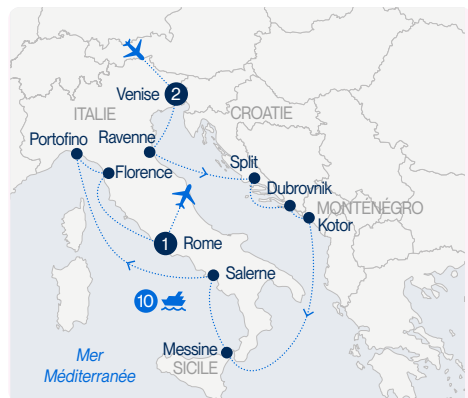 Venise 2
ITALIE
CROATIE
Portofino
Ravenne
Florence
Split
Dubrovnik
MONTÉNÉGRO
Kotor
1 Rome
Salerne
10
Messine
SICILE
Mer
Méditerranée